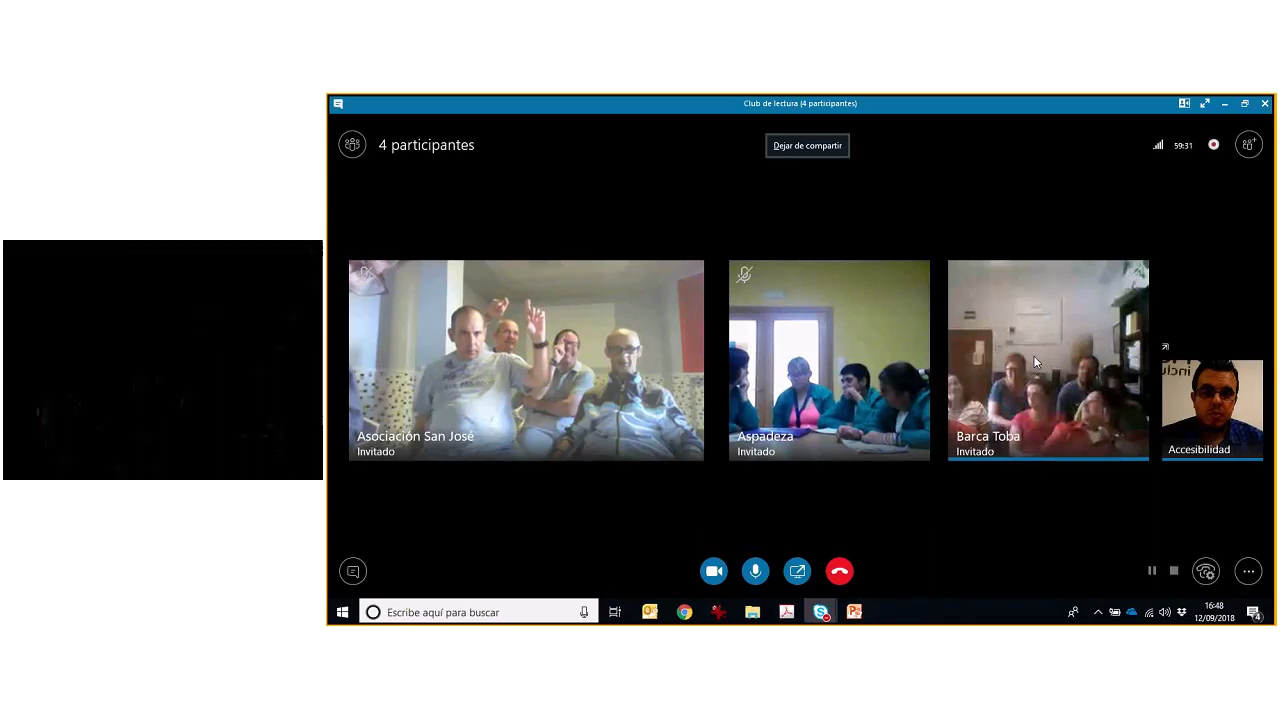 Club de lectura (4 participantes)
4 participantes
Dejar de compartir
59:31
Asociación San José
Invitado
Aspadeza
Invitado
Barca Toba
Invitado
Accesibilidad
Escribe aquí para buscar
16:48
12/09/2018
4